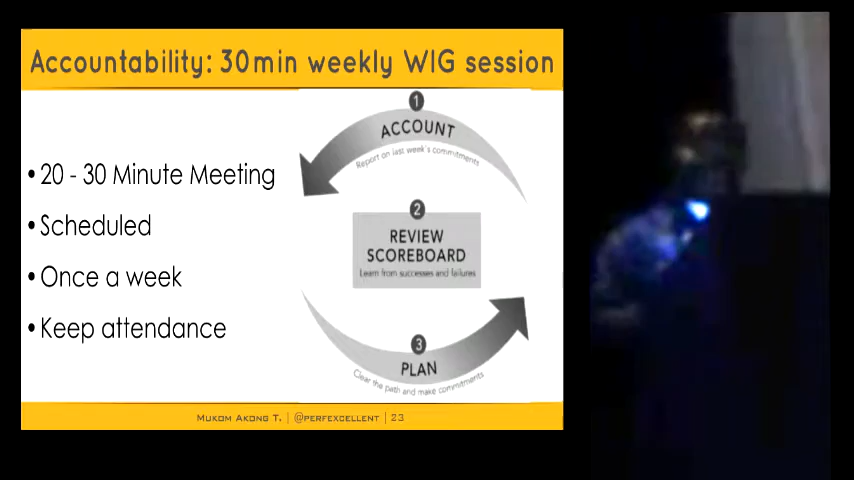 Accountability: 30min weekly WIG session
• 20 - 30 Minute Meeting
• Scheduled
• Once a week
• Keep attendance
1
ACCOUNT
Report on last week's commitments
2
REVIEW
SCOREBOARD
Learn from successes and failures
3
PLAN
Clear the path and make commitments
MUKOM AKONG T. | @PERFEXCELLENT | 23